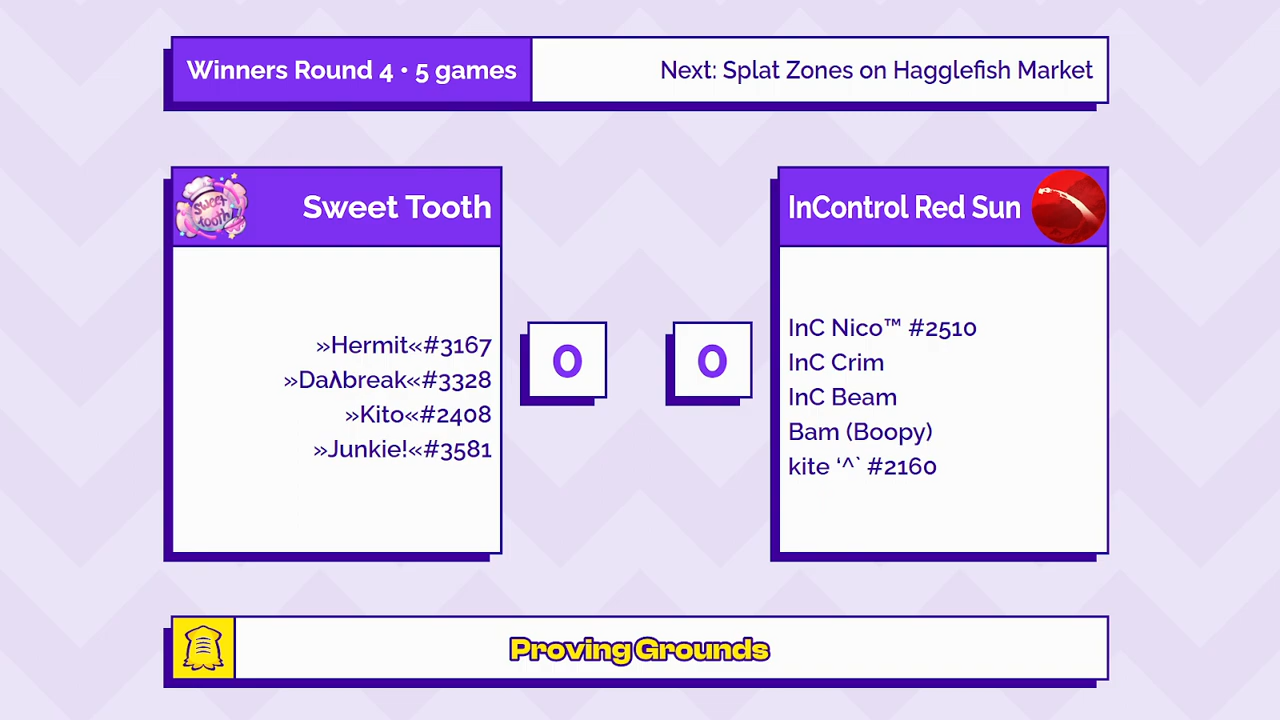 Winners Round 4 • 5 games
Next: Splat Zones on Hagglefish Market
Sweet Tooth
Sweet Tooth
InControl Red Sun
»Hermit«#3167
»Daλbreak«#3328
»Kito«#2408
»Junkie!«#3581
0
0
InC Nico™ #2510
InC Crim
InC Beam
Bam (Boopy)
kite ‘^` #2160
Proving Grounds